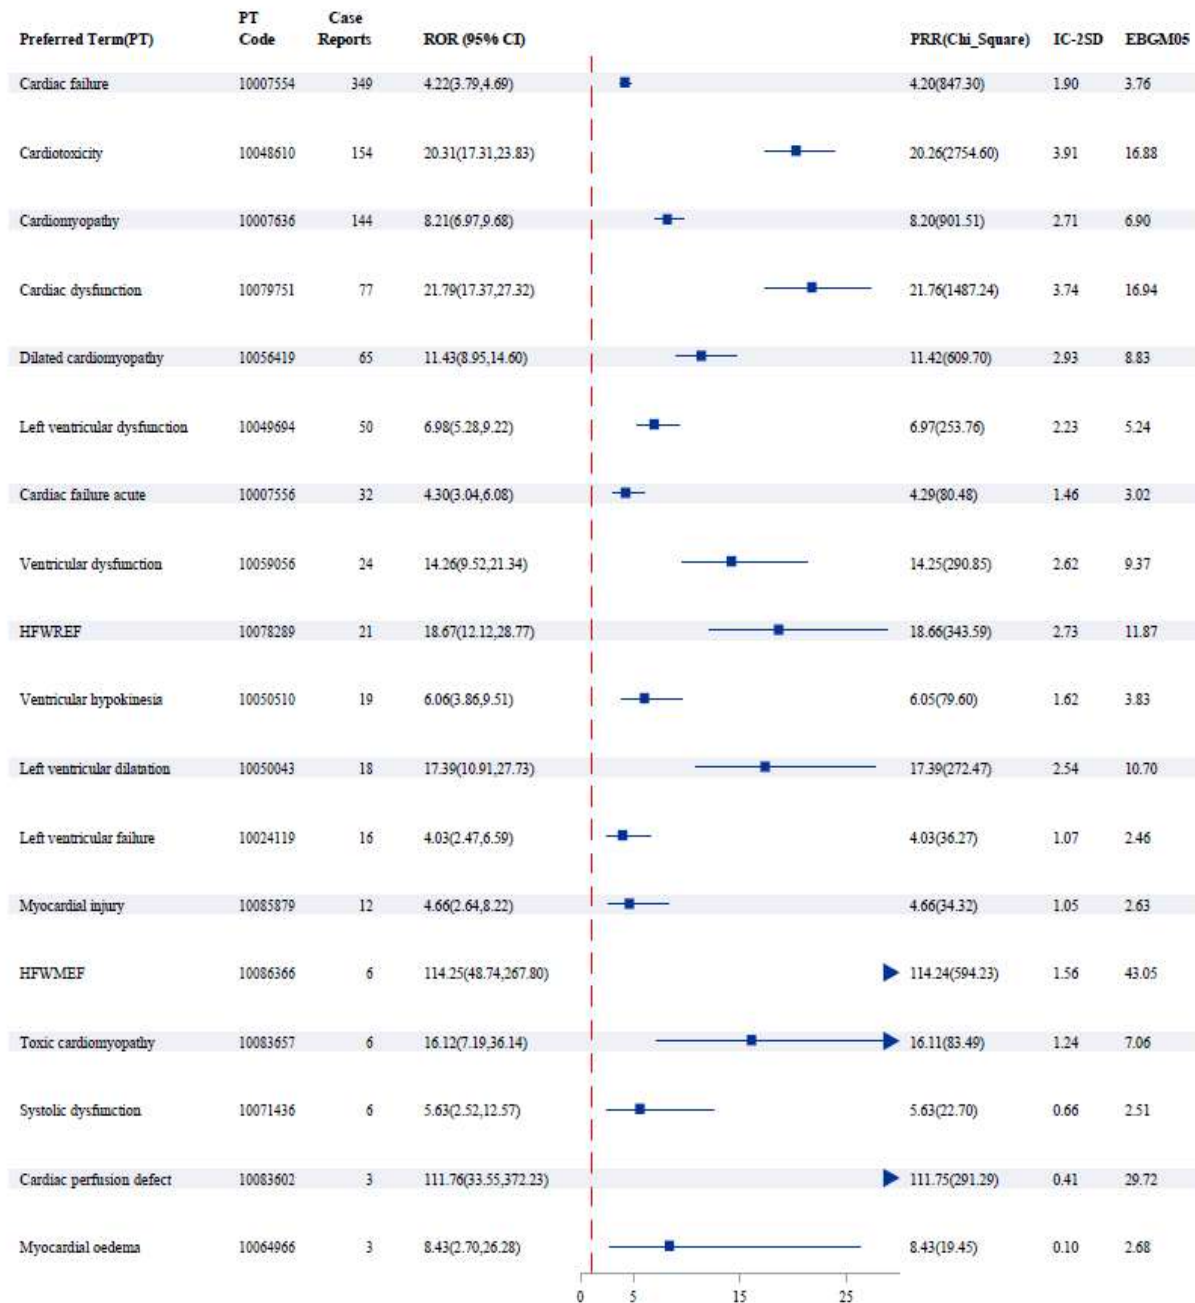 Preferred Term(PT) PT Code Case Reports ROR (95% CI) PRR(Chi_Square) IC-2SD EBGM05
Cardiac failure 10007554 349 4.22(3.79,4.69) 4.20(847.30) 1.90 3.76
Cardiotoxicity 10048610 154 20.31(17.31,23.83) 20.26(2754.60) 3.91 16.88
Cardiomyopathy 10007636 144 8.21(6.97,9.68) 8.20(901.51) 2.71 6.90
Cardiac dysfunction 10079751 77 21.79(17.37,27.32) 21.76(1487.24) 3.74 16.94
Dilated cardiomyopathy 10056419 65 11.43(8.95,14.60) 11.42(609.70) 2.93 8.83
Left ventricular dysfunction 10049694 50 6.98(5.28,9.22) 6.97(253.76) 2.23 5.24
Cardiac failure acute 10007556 32 4.30(3.04,6.08) 4.29(80.48) 1.46 3.02
Ventricular dysfunction 10059056 24 14.26(9.52,21.34) 14.25(290.85) 2.62 9.37
HFWREF 10078289 21 18.67(12.12,28.77) 18.66(343.59) 2.73 11.87
Ventricular hypokinesia 10050510 19 6.06(3.86,9.51) 6.05(79.60) 1.62 3.83
Left ventricular dilatation 10050043 18 17.39(10.91,27.73) 17.39(272.47) 2.54 10.70
Left ventricular failure 10024119 16 4.03(2.47,6.59) 4.03(36.27) 1.07 2.46
Myocardial injury 10085879 12 4.66(2.64,8.22) 4.66(34.32) 1.05 2.63
HFWMEF 10086366 6 114.25(48.74,267.80) 114.24(594.23) 1.56 43.05
Toxic cardiomyopathy 10083657 6 16.12(7.19,36.14) 16.11(83.49) 1.24 7.06
Systolic dysfunction 10071436 6 5.63(2.52,12.57) 5.63(22.70) 0.66 2.51
Cardiac perfusion defect 10083602 3 111.76(33.55,372.23) 111.75(291.29) 0.41 29.72
Myocardial oedema 10064966 3 8.43(2.70,26.28) 8.43(19.45) 0.10 2.68
0 5 15 25